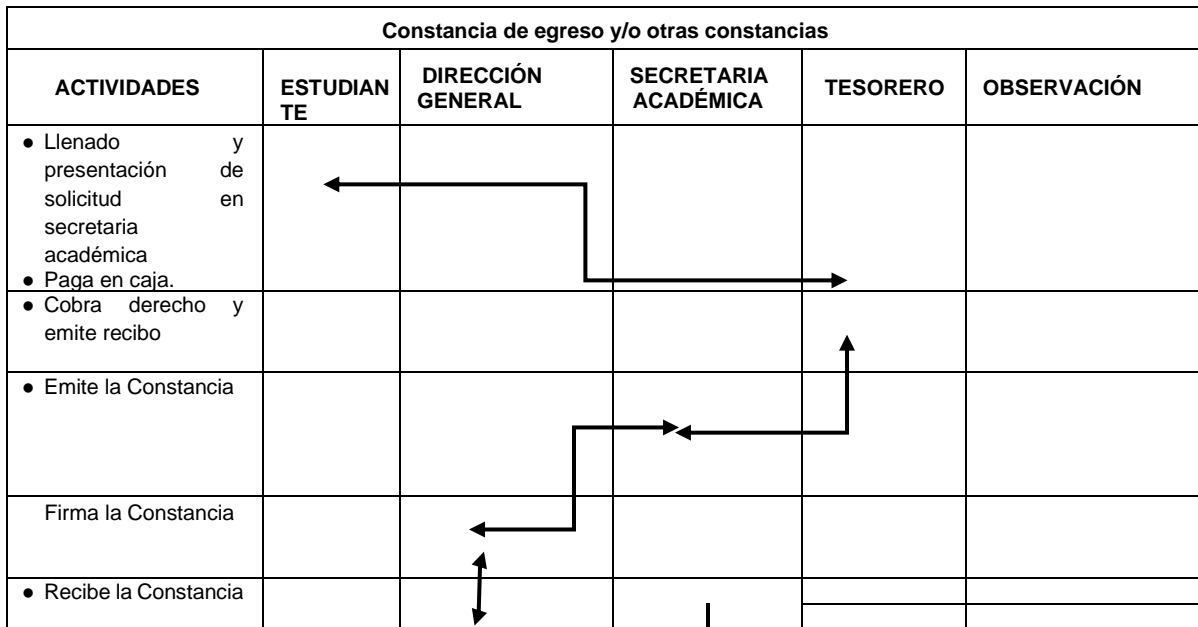 Constancia de egreso y/o otras constancias
ACTIVIDADES
ESTUDIAN
TE
DIRECCIÓN
GENERAL
SECRETARIA
ACADÉMICA
TESORERO
OBSERVACIÓN
● Llenado y
presentación de
solicitud en
secretaria
académica
● Paga en caja.
● Cobra derecho y
emite recibo
● Emite la Constancia
Firma la Constancia
● Recibe la Constancia